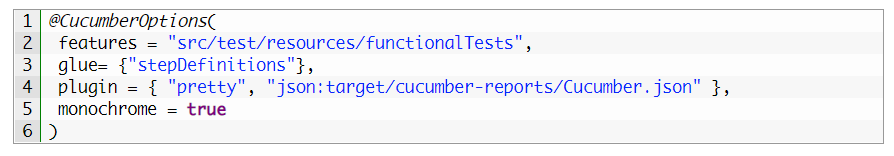 1 @CucumberOptions(
2  features = "src/test/resources/functionalTests",
3  glue= {"stepDefinitions"},
4  plugin = { "pretty", "json:target/cucumber-reports/Cucumber.json" },
5  monochrome = true
6 )